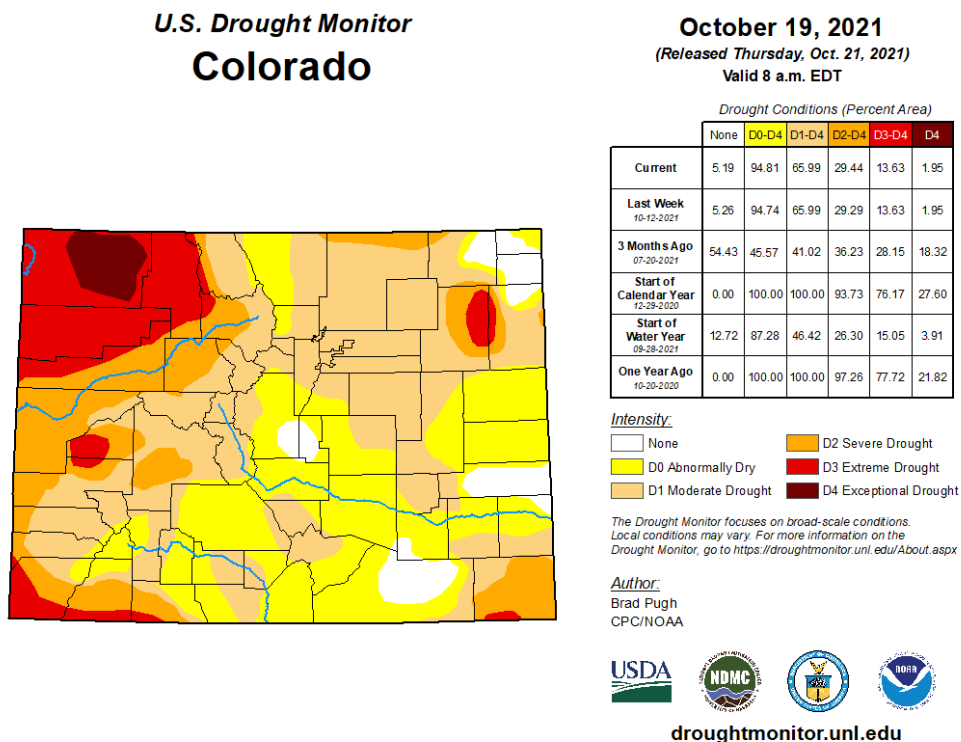 U.S. Drought Monitor
Colorado
October 19, 2021
(Released Thursday, Oct. 21, 2021)
Valid 8 a.m. EDT
Drought Conditions (Percent Area)
None D0-D4 D1-D4 D2-D4 D3-D4 D4
Current 5.19 94.81 65.99 29.44 13.63 1.95
Last Week
10-12-2021 5.26 94.74 65.99 29.29 13.63 1.95
3 Months Ago
07-20-2021 54.43 45.57 41.02 36.23 28.15 18.32
Start of
Calendar Year
12-29-2020 0.00 100.00 100.00 93.73 76.17 27.60
Start of
Water Year
09-28-2021 12.72 87.28 46.42 26.30 15.05 3.91
One Year Ago
10-20-2020 0.00 100.00 100.00 97.26 77.72 21.82
Intensity:
None
D0 Abnormally Dry
D1 Moderate Drought
D2 Severe Drought
D3 Extreme Drought
D4 Exceptional Drought
The Drought Monitor focuses on broad-scale conditions.
Local conditions may vary. For more information on the
Drought Monitor, go to https://droughtmonitor.unl.edu/About.aspx
Author:
Brad Pugh
CPC/NOAA
USDA
NDMC
NOAA
droughtmonitor.unl.edu